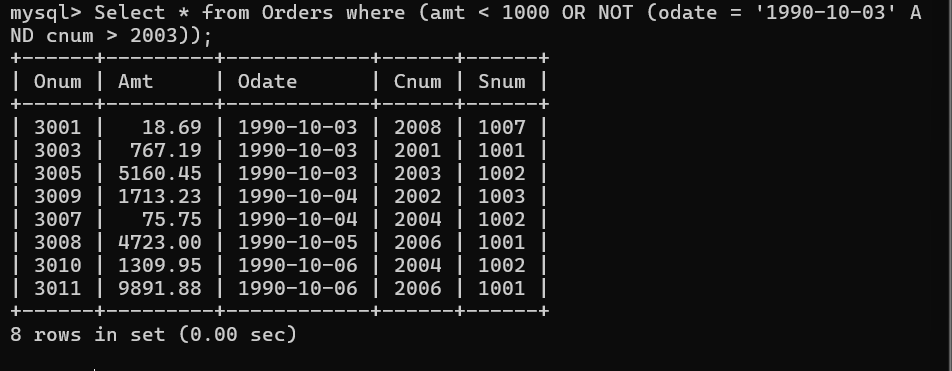 mysql> Select * from Orders where (amt < 1000 OR NOT (odate = '1990-10-03' A
ND cnum > 2003));
+------+---------+------------+------+------+
| Onum | Amt     | Odate      | Cnum | Snum |
+------+---------+------------+------+------+
| 3001 |   18.69 | 1990-10-03 | 2008 | 1007 |
| 3003 |  767.19 | 1990-10-03 | 2001 | 1001 |
| 3005 | 5160.45 | 1990-10-03 | 2003 | 1002 |
| 3009 | 1713.23 | 1990-10-04 | 2002 | 1003 |
| 3007 |   75.75 | 1990-10-04 | 2004 | 1002 |
| 3008 | 4723.00 | 1990-10-05 | 2006 | 1001 |
| 3010 | 1309.95 | 1990-10-06 | 2004 | 1002 |
| 3011 | 9891.88 | 1990-10-06 | 2006 | 1001 |
+------+---------+------------+------+------+
8 rows in set (0.00 sec)